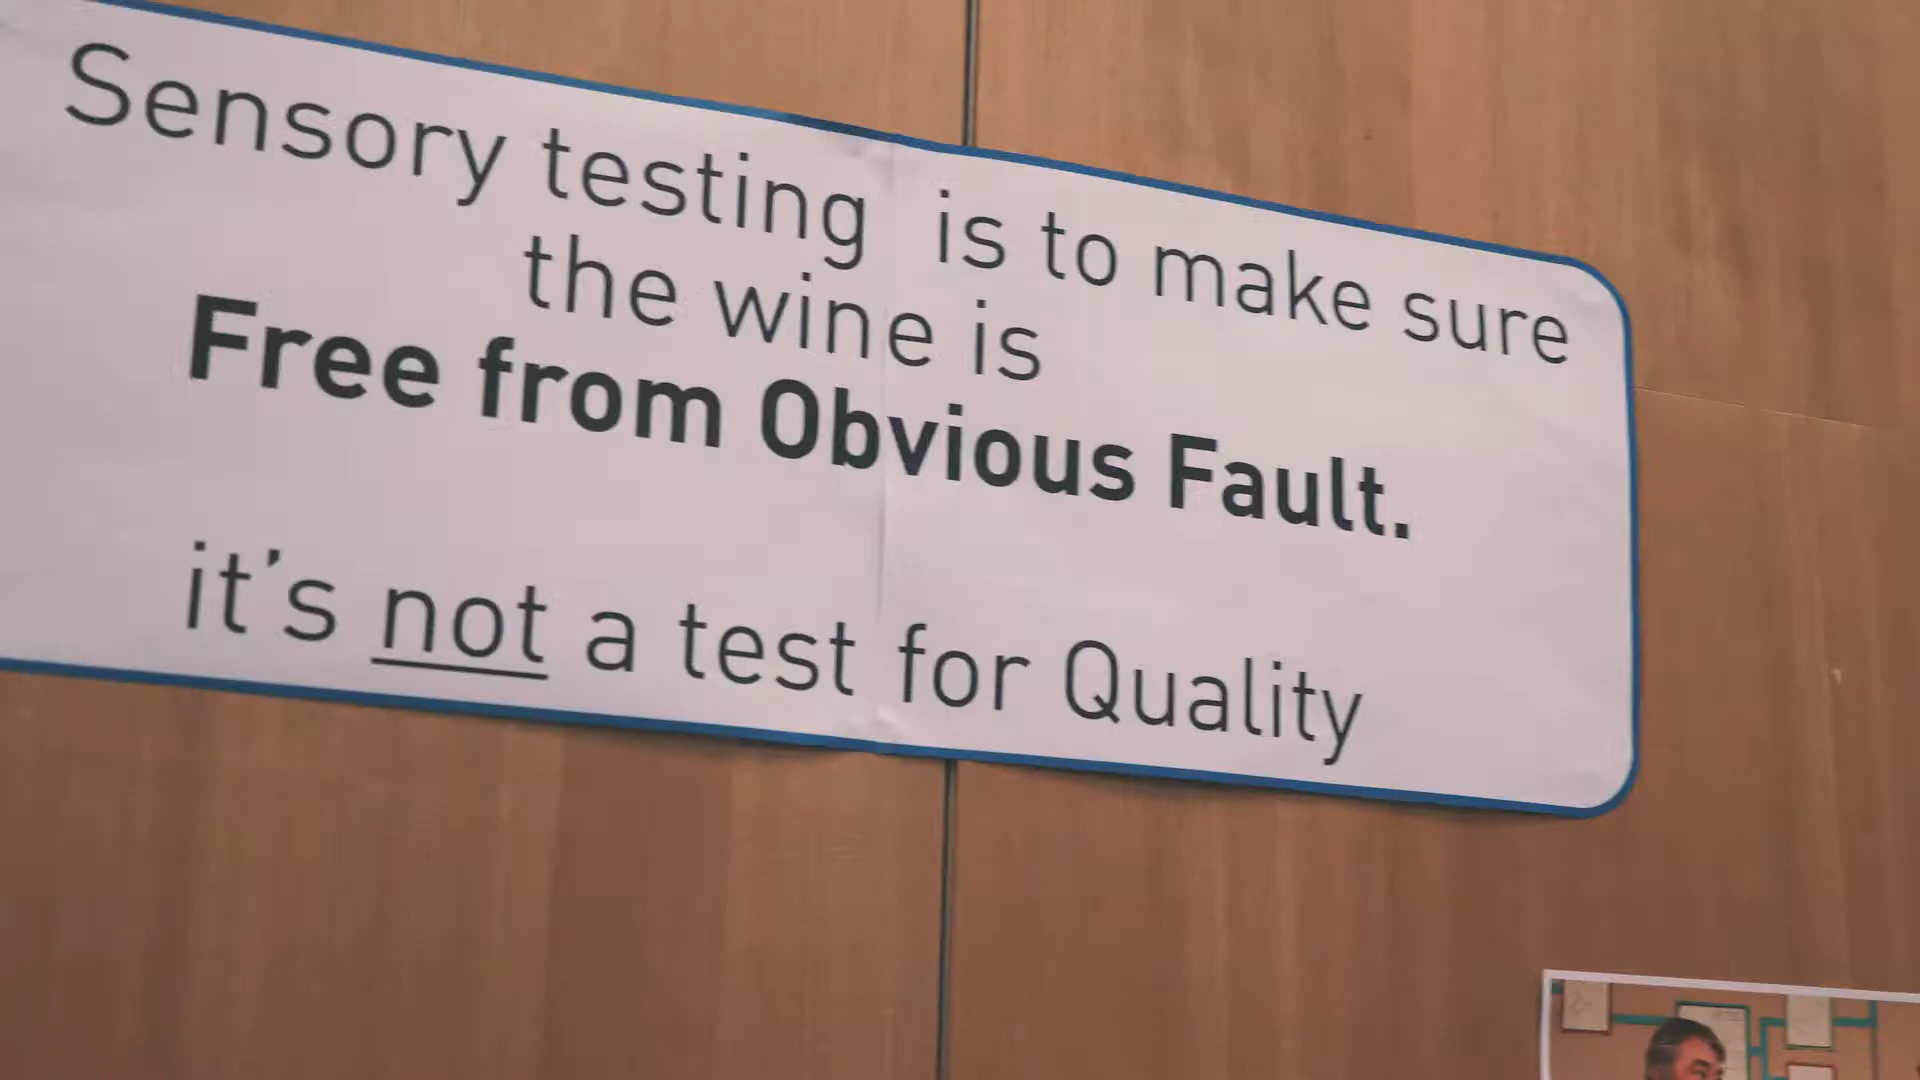 Sensory testing is to make sure
the wine is
Free from Obvious Fault.
it's not a test for Quality